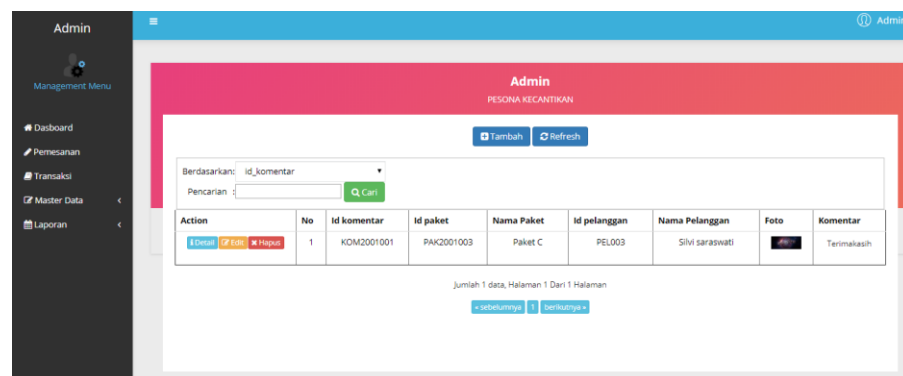 Admin
Admin
Management Menu
Dasboard
Pemesanan
Transaksi
Master Data
Laporan
Admin
PESONA KECANTIKAN
Tambah Refresh
Berdasarkan: id_komentar
Pencarian : Cari
Action No Id komentar Id paket Nama Paket Id pelanggan Nama Pelanggan Foto Komentar
Detail Edit Hapus 1 KOM2001001 PAK2001003 Paket C PEL003 Silvi saraswati Terimakasih
Jumlah 1 data, Halaman 1 Dari 1 Halaman
« sebelumnya 1 berikutnya »